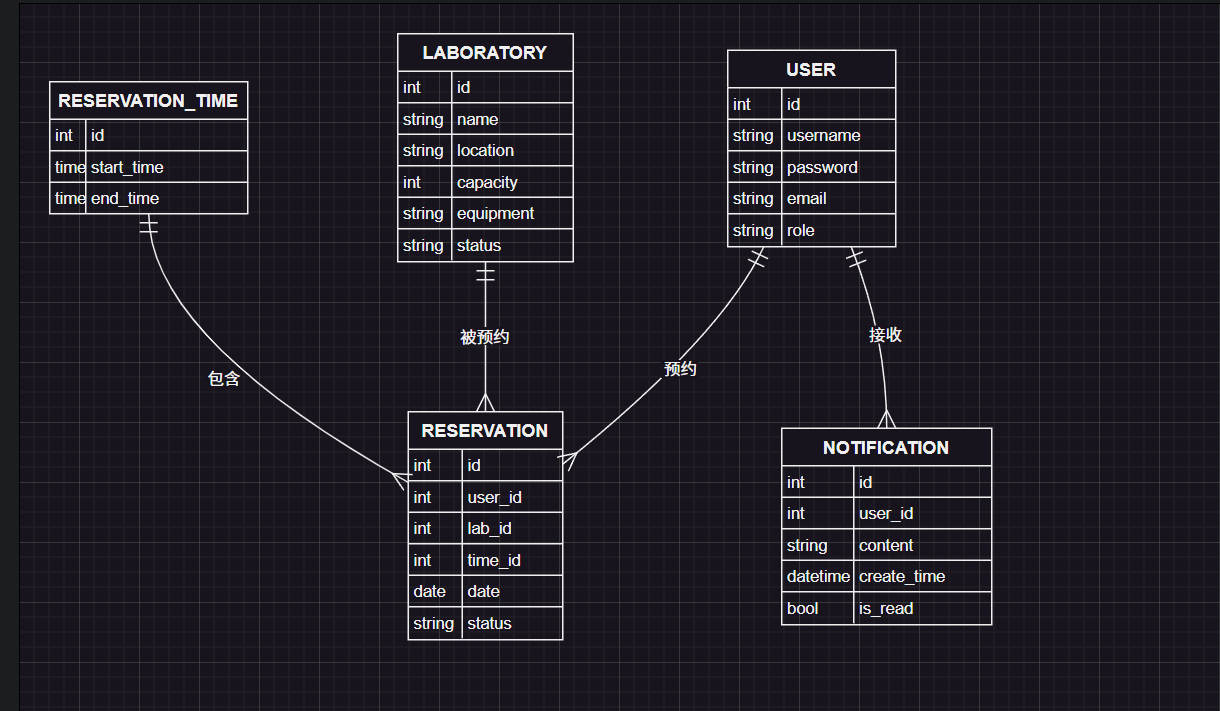 RESERVATION_TIME
int id
time start_time
time end_time
LABORATORY
int id
string name
string location
int capacity
string equipment
string status
USER
int id
string username
string password
string email
string role
包含
被预约
预约
接收
RESERVATION
int id
int user_id
int lab_id
int time_id
date date
string status
NOTIFICATION
int id
int user_id
string content
datetime create_time
bool is_read